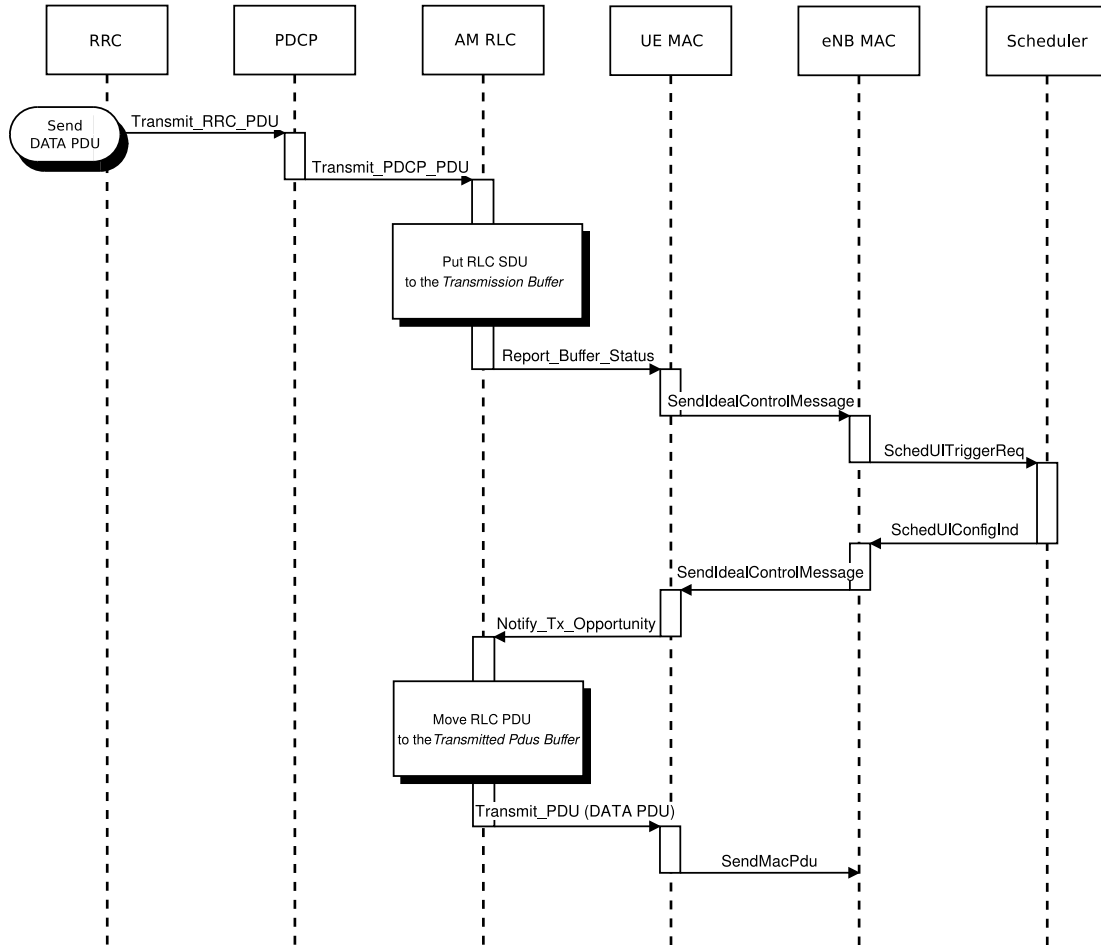 RRC
PDCP
AM RLC
UE MAC
eNB MAC
Scheduler
Send
DATA PDU
Transmit_RRC_PDU
Transmit_PDCP_PDU
Put RLC SDU
to the Transmission Buffer
Report_Buffer_Status
SendIdealControlMessage
SchedUlTriggerReq
SchedUlConfigInd
SendIdealControlMessage
Notify_Tx_Opportunity
Move RLC PDU
to the Transmitted Pdus Buffer
Transmit_PDU (DATA PDU)
SendMacPdu